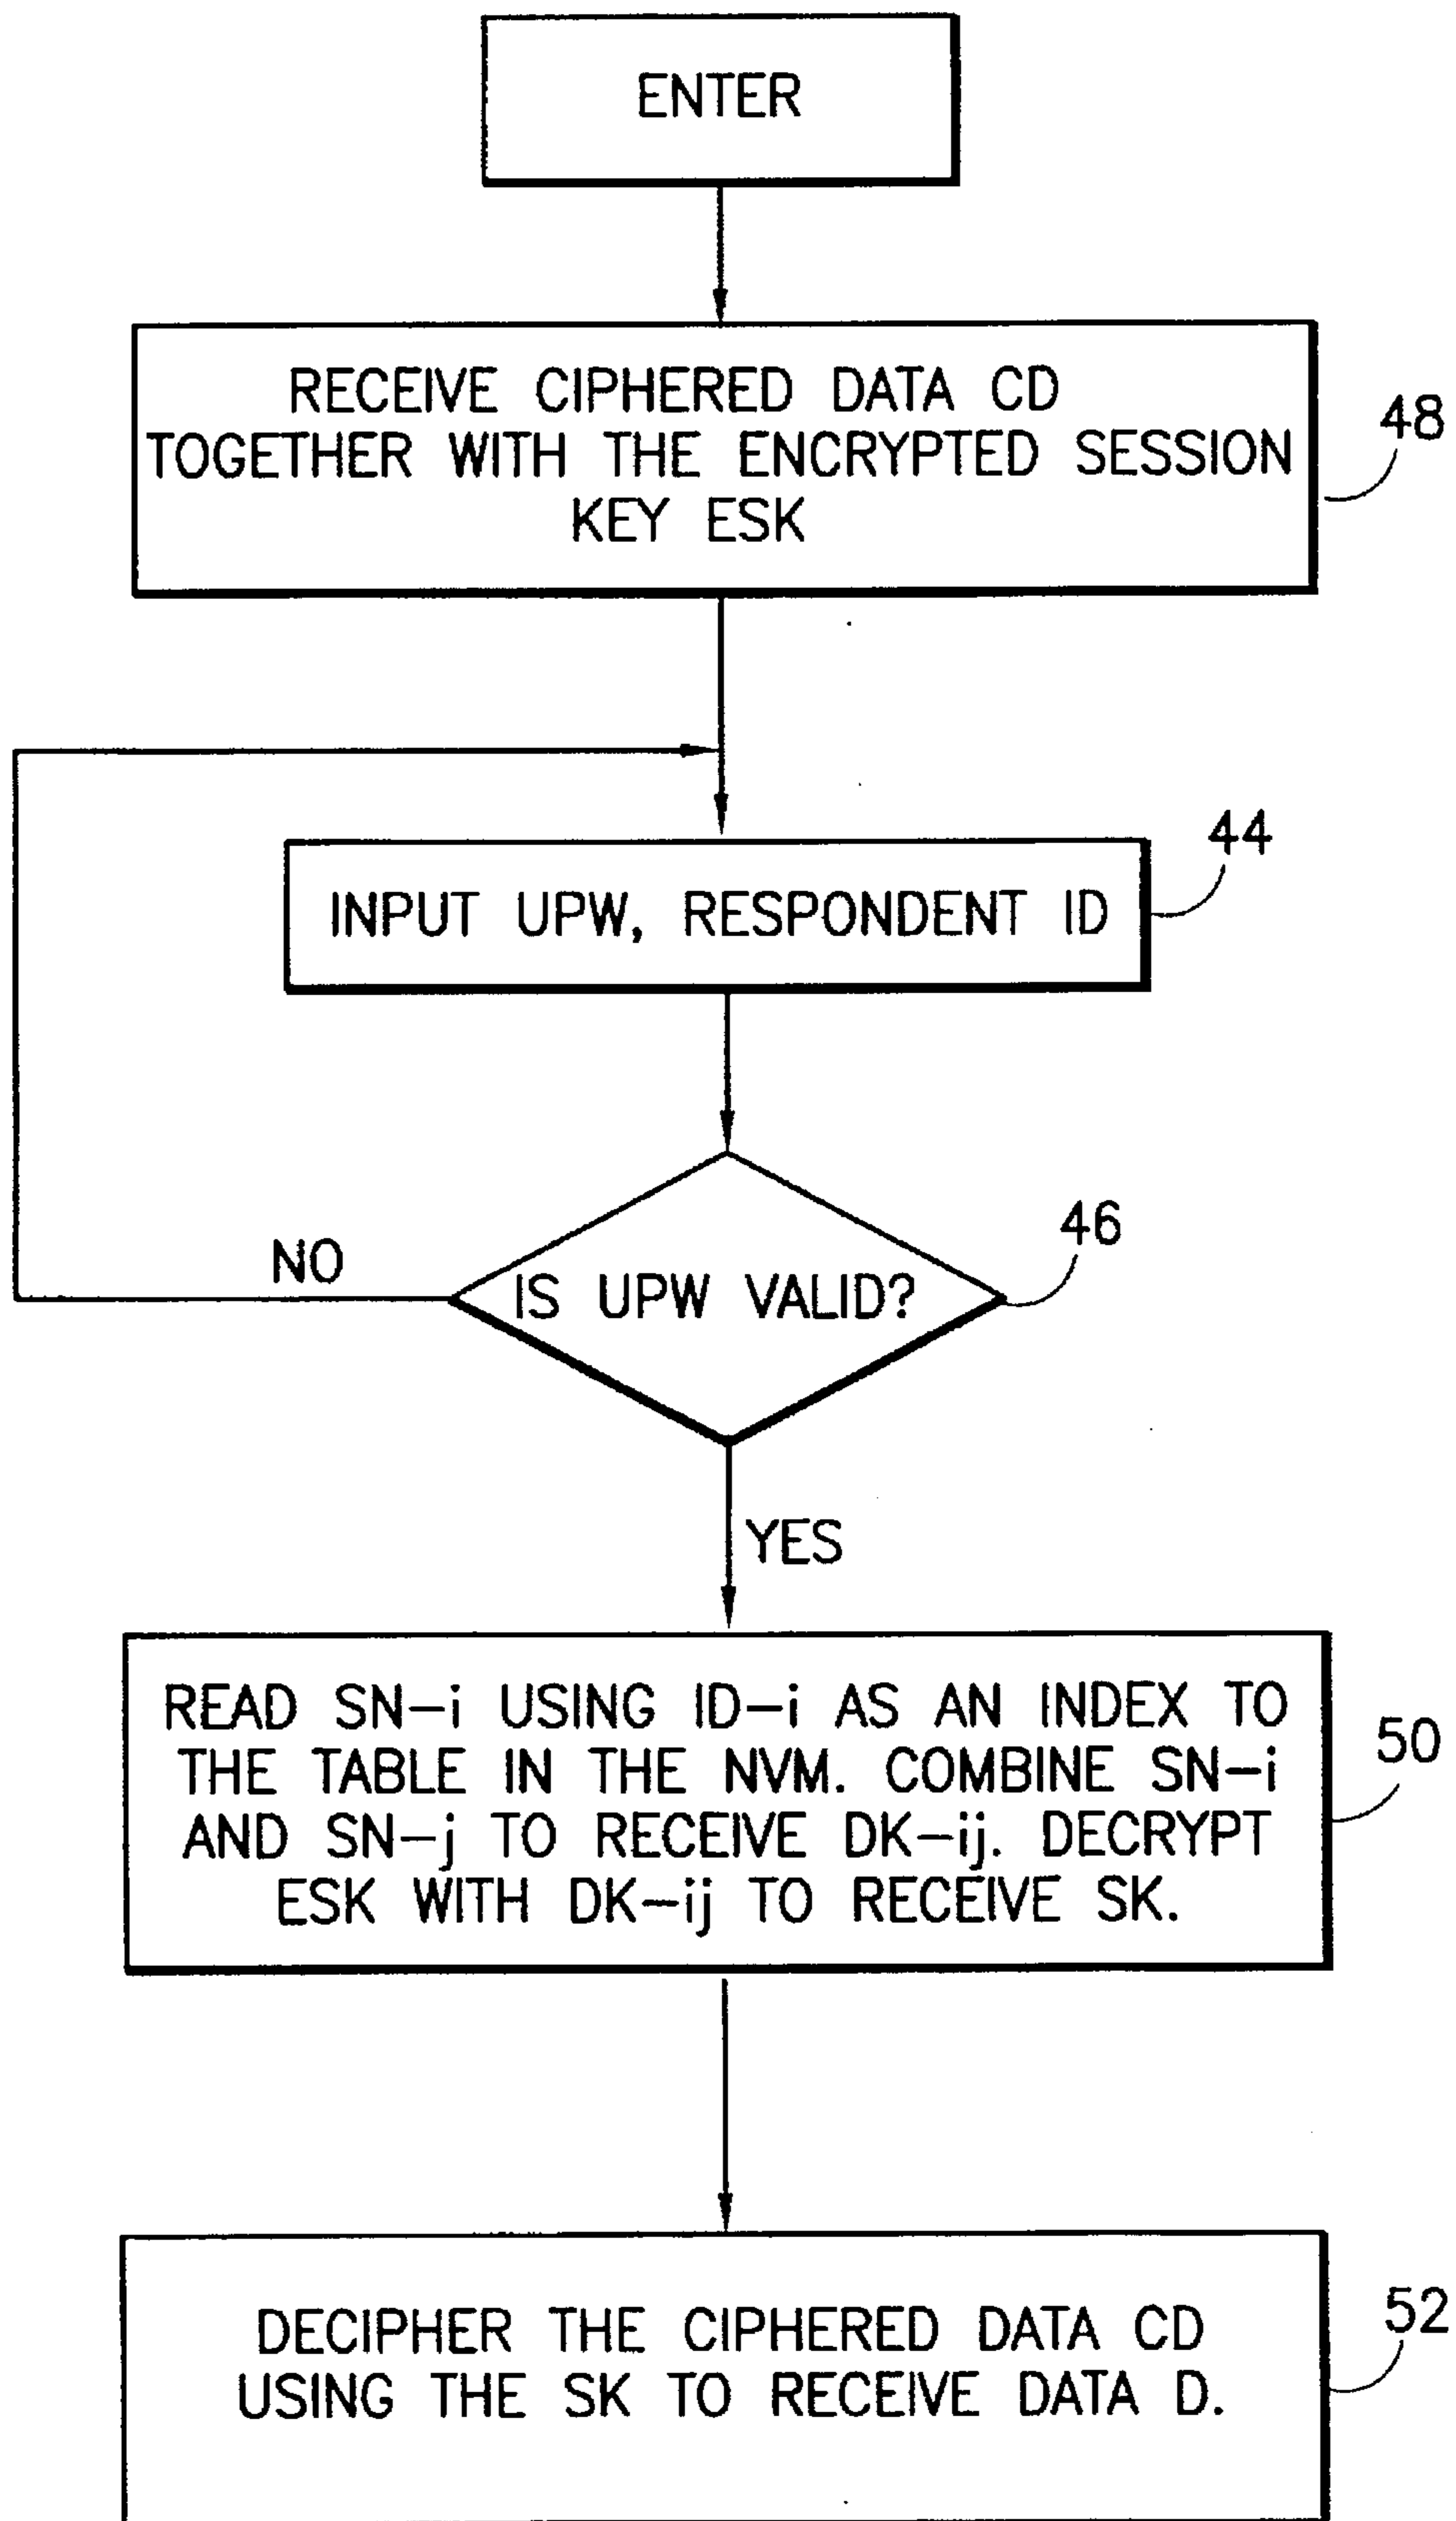 ENTER
RECEIVE CIPHERED DATA CD
TOGETHER WITH THE ENCRYPTED SESSION
KEY ESK
48
INPUT UPW, RESPONDENT ID
44
IS UPW VALID?
46
NO
YES
READ SN-i USING ID-i AS AN INDEX TO
THE TABLE IN THE NVM. COMBINE SN-i
AND SN-j TO RECEIVE DK-ij. DECRYPT
ESK WITH DK-ij TO RECEIVE SK.
50
DECIPHER THE CIPHERED DATA CD
USING THE SK TO RECEIVE DATA D.
52